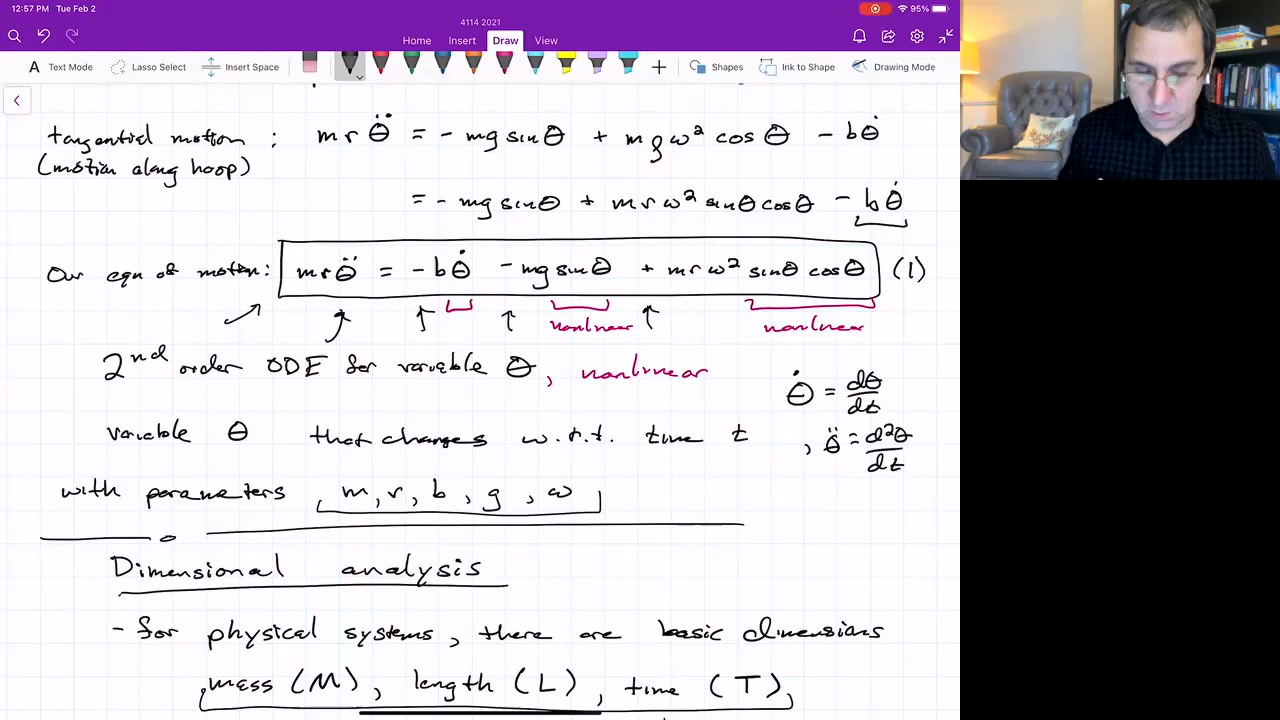 12:57 PM Tue Feb 2
95%
4114 2021
Home Insert Draw View
Text Mode Lasso Select Insert Space Shapes Ink to Shape Drawing Mode
tangential motion : m r θ̈ = - mg sinθ + mρω² cosθ - bθ̇
(motion along hoop)
= - mg sinθ + mrω² sinθ cosθ - bθ̇
Our eqn of motion: m r θ̈ = - bθ̇ - mg sinθ + mrω² sinθ cosθ (1)
nonlinear nonlinear
2nd order ODE for variable θ, nonlinear
θ̇ = dθ/dt
variable θ that changes w.r.t. time t
, θ̈ = d²θ/dt
with parameters m, r, b, g, ω
Dimensional analysis
- for physical systems, there are basic dimensions
mass (M), length (L), time (T),